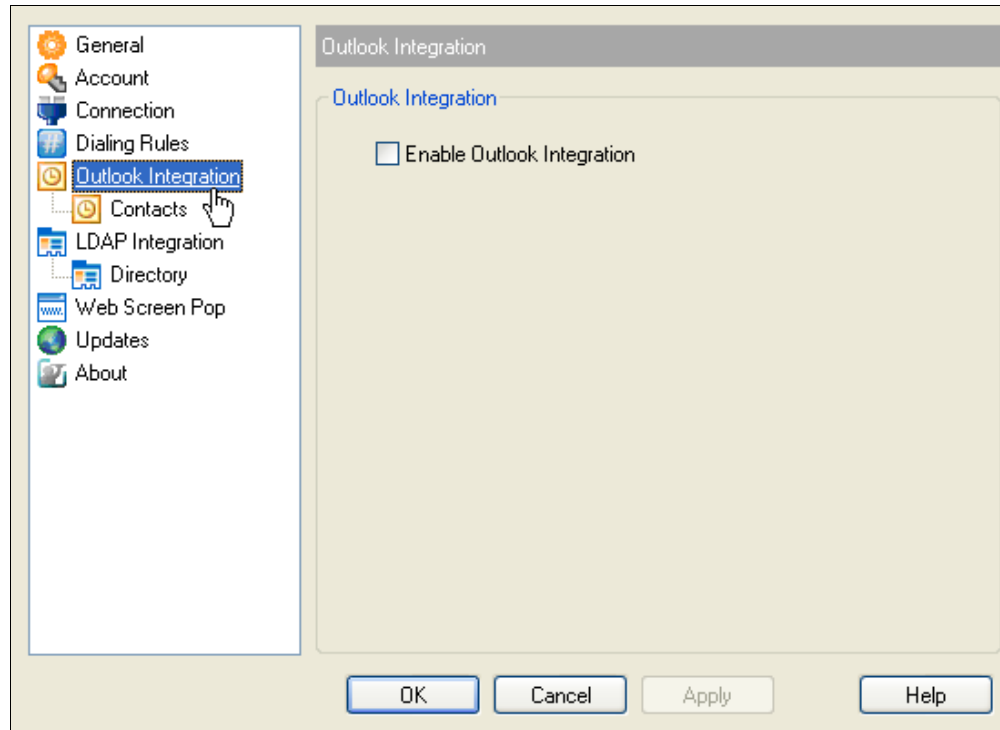 General
Account
Connection
Dialing Rules
Outlook Integration
Contacts
LDAP Integration
Directory
www.
Web Screen Pop
Updates
About
Outlook Integration
Outlook Integration
Enable Outlook Integration
OK
Cancel
Apply
Help